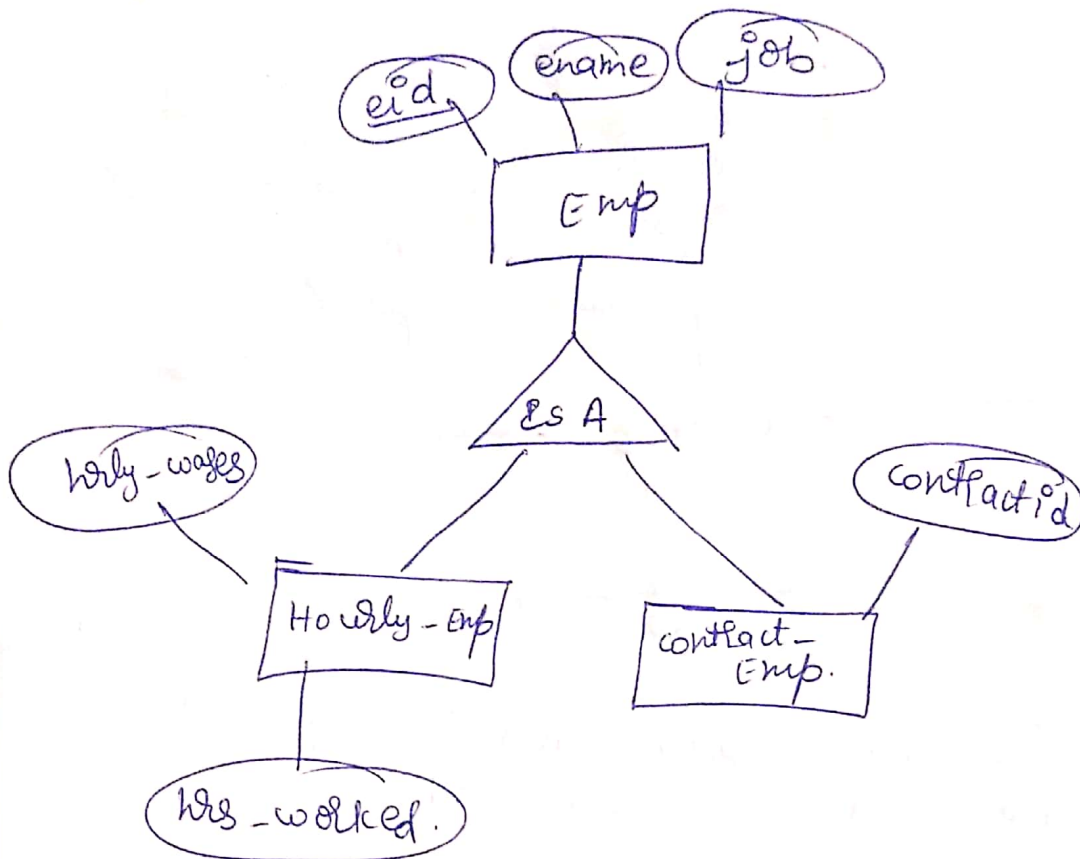 eid
ename
job
Emp
Is A
hrly-wages
contractid
Hourly-Emp
contract-
Emp.
hrs-worked.